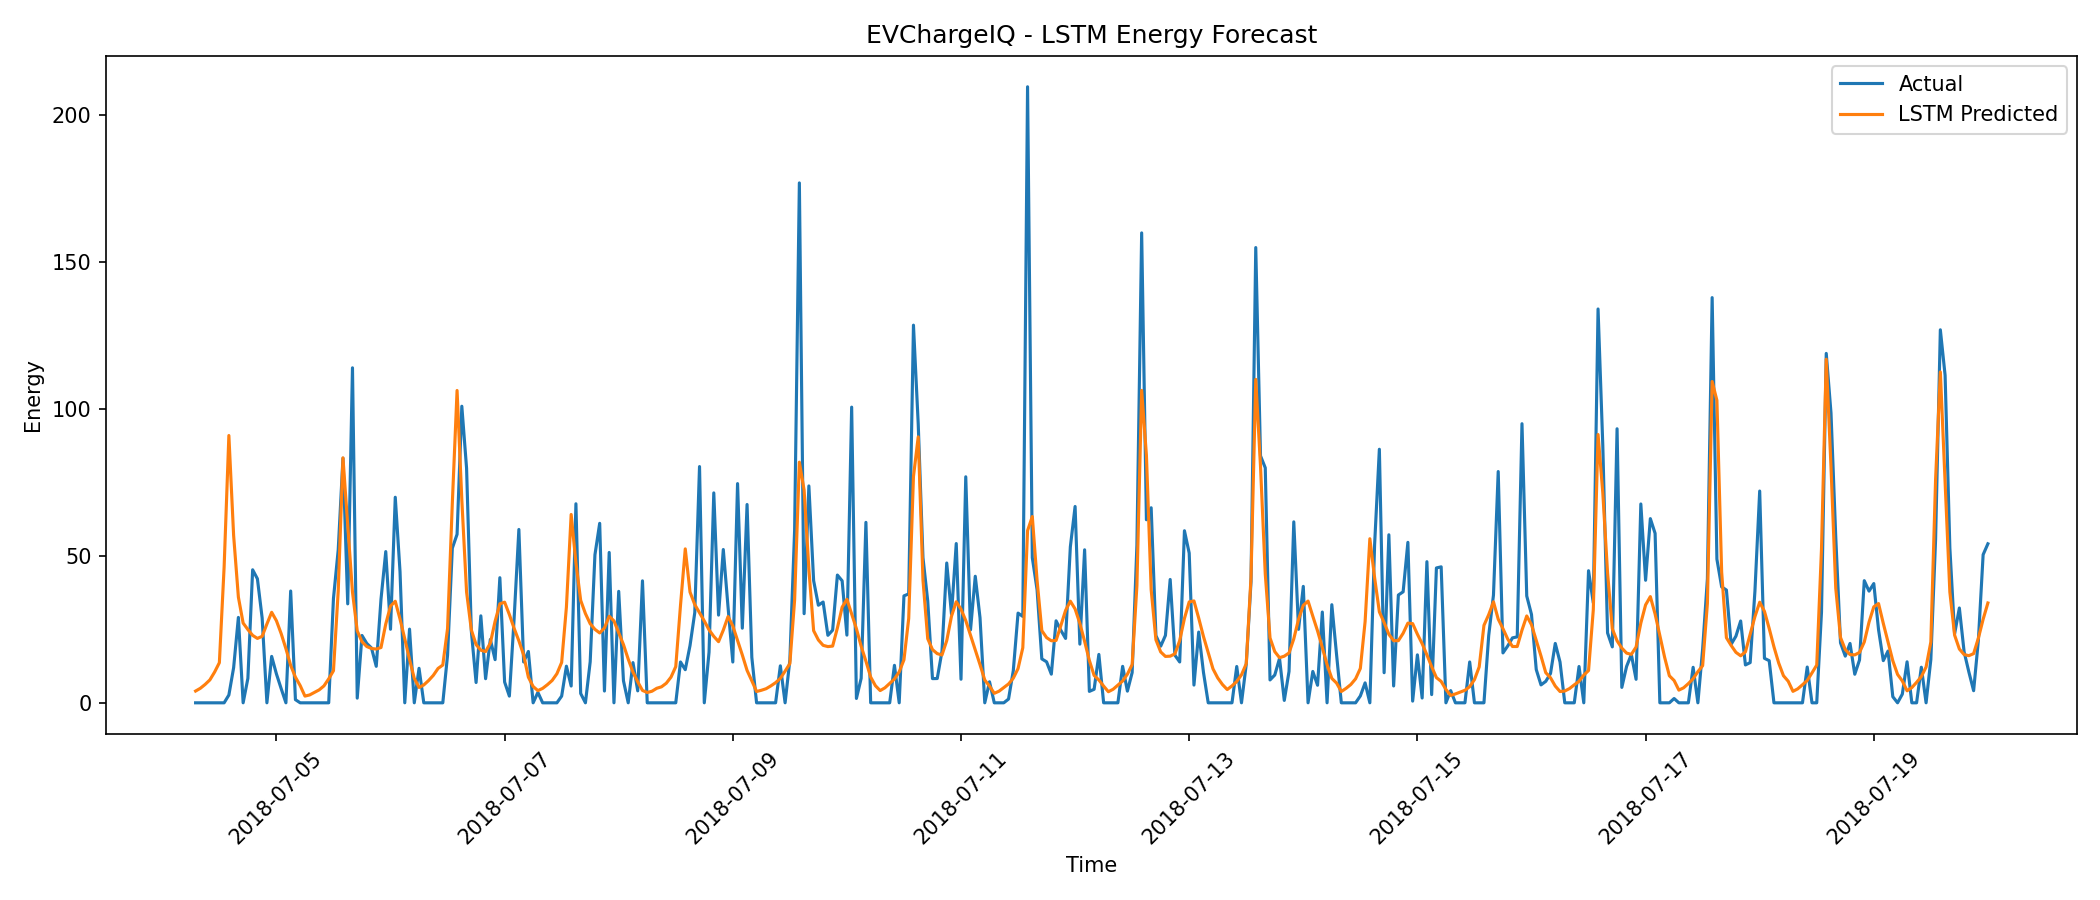 EVChargeIQ - LSTM Energy Forecast
Actual
LSTM Predicted
Energy
200
150
100
50
0
2018-07-05
2018-07-07
2018-07-09
2018-07-11
2018-07-13
2018-07-15
2018-07-17
2018-07-19
Time